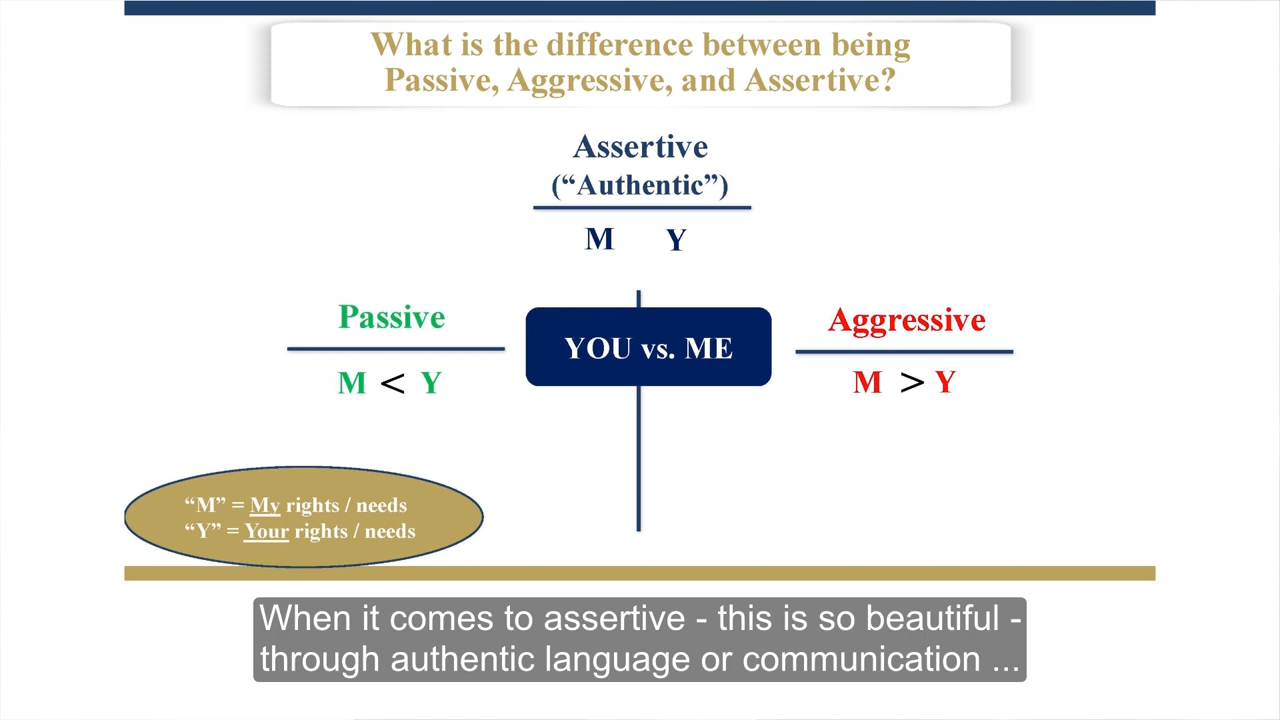 What is the difference between being
Passive, Aggressive, and Assertive?
Assertive
(“Authentic”)
M Y
Passive
M < Y
YOU vs. ME
Aggressive
M > Y
“M” = My rights / needs
“Y” = Your rights / needs
When it comes to assertive - this is so beautiful -
through authentic language or communication ...